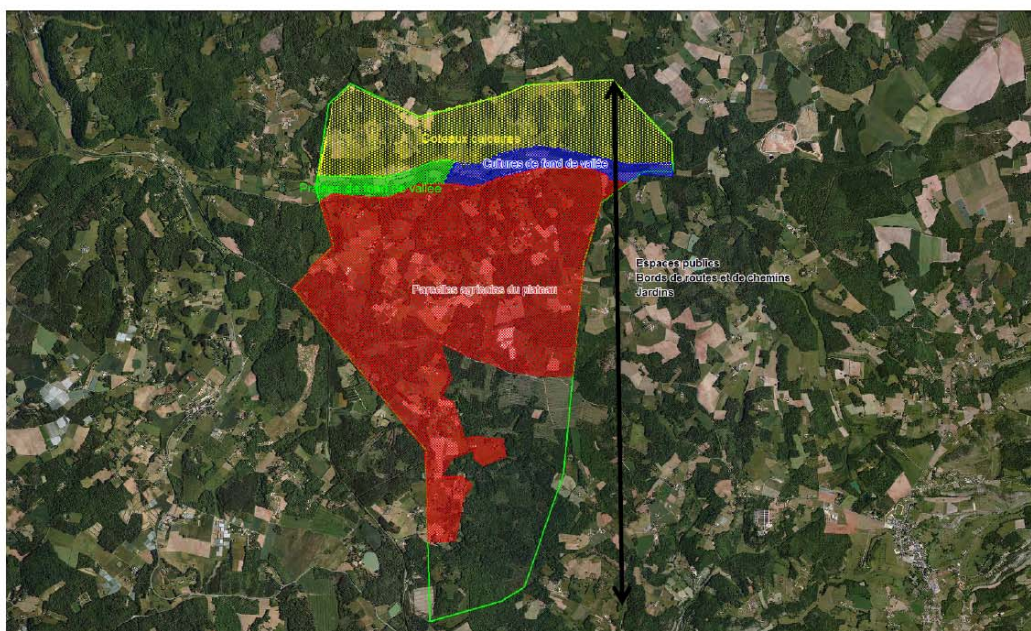 Coteaux calcaires
Cultures de fond de vallée
Prairies de fond de vallée
Parcelles agricoles du plateau
Espaces publics
Bords de routes et de chemins
Jardins